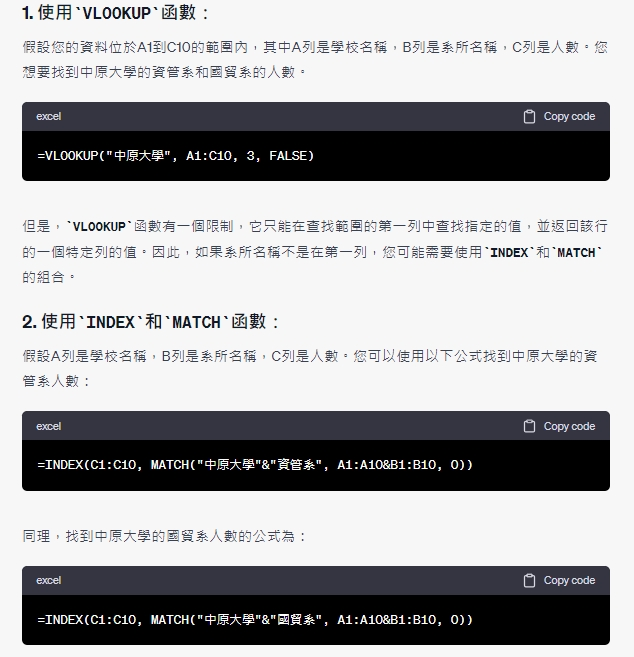 1. 使用`VLOOKUP`函數：
假設您的資料位於A1到C10的範圍內，其中A列是學校名稱，B列是系所名稱，C列是人數。您
想要找到中原大學的資管系和國貿系的人數。
excel
Copy code
=VLOOKUP("中原大學", A1:C10, 3, FALSE)
但是，`VLOOKUP`函數有一個限制，它只能在查找範圍的第一列中查找指定的值，並返回該行
的一個特定列的值。因此，如果系所名稱不是在第一列，您可能需要使用`INDEX`和`MATCH`
的組合。
2. 使用`INDEX`和`MATCH`函數：
假設A列是學校名稱，B列是系所名稱，C列是人數。您可以使用以下公式找到中原大學的資
管系人數：
excel
Copy code
=INDEX(C1:C10, MATCH("中原大學"&"資管系", A1:A10&B1:B10, 0))
同理，找到中原大學的國貿系人數的公式為：
excel
Copy code
=INDEX(C1:C10, MATCH("中原大學"&"國貿系", A1:A10&B1:B10, 0))